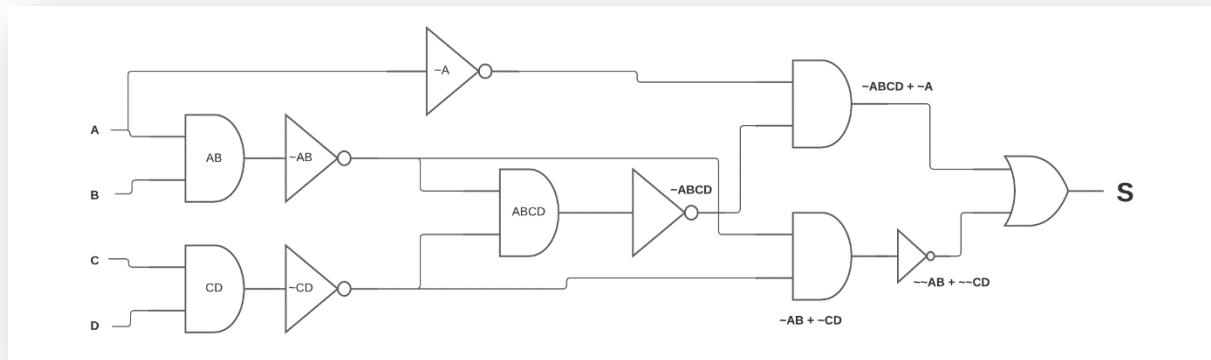 ~A
~ABCD + ~A
A
AB
~AB
B
~ABCD
S
ABCD
C
CD
~CD
~~AB + ~~CD
D
~AB + ~CD